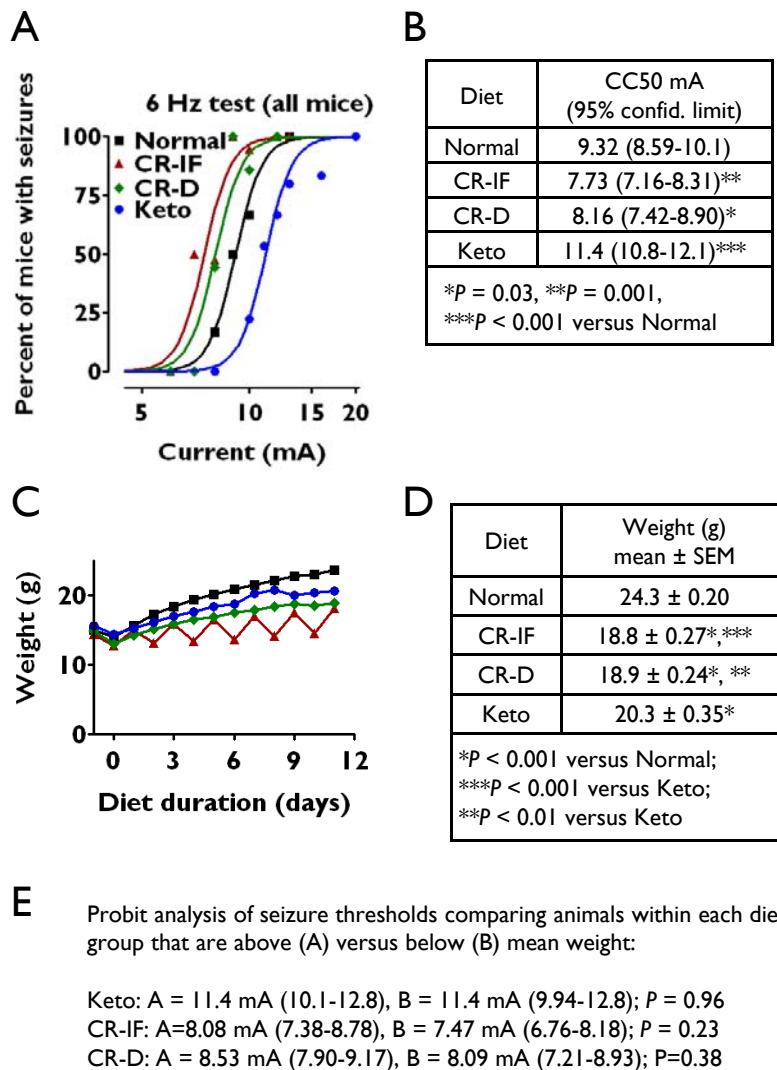 A
6 Hz test (all mice)
Percent of mice with seizures
100
75
50
25
0
Normal
CR-IF
CR-D
Keto
5
10
15
20
Current (mA)
B
Diet
CC50 mA
(95% confid. limit)
Normal
9.32 (8.59-10.1)
CR-IF
7.73 (7.16-8.31)**
CR-D
8.16 (7.42-8.90)*
Keto
11.4 (10.8-12.1)***
*P = 0.03, **P = 0.001,
***P < 0.001 versus Normal
C
Weight (g)
20
10
0
0
3
6
9
12
Diet duration (days)
D
Diet
Weight (g)
mean ± SEM
Normal
24.3 ± 0.20
CR-IF
18.8 ± 0.27*,***
CR-D
18.9 ± 0.24*, **
Keto
20.3 ± 0.35*
*P < 0.001 versus Normal;
***P < 0.001 versus Keto;
**P < 0.01 versus Keto
E
Probit analysis of seizure thresholds comparing animals within each die
group that are above (A) versus below (B) mean weight:
Keto: A = 11.4 mA (10.1-12.8), B = 11.4 mA (9.94-12.8); P = 0.96
CR-IF: A=8.08 mA (7.38-8.78), B = 7.47 mA (6.76-8.18); P = 0.23
CR-D: A = 8.53 mA (7.90-9.17), B = 8.09 mA (7.21-8.93); P=0.38